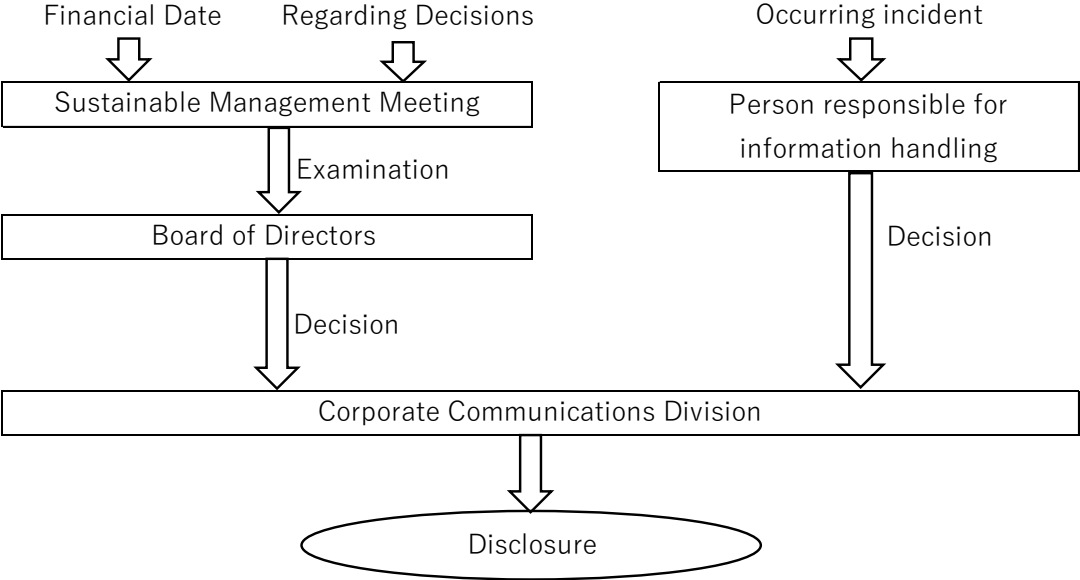 Financial Date
Regarding Decisions
Occurring incident
Sustainable Management Meeting
Person responsible for
information handling
Examination
Board of Directors
Decision
Decision
Corporate Communications Division
Disclosure